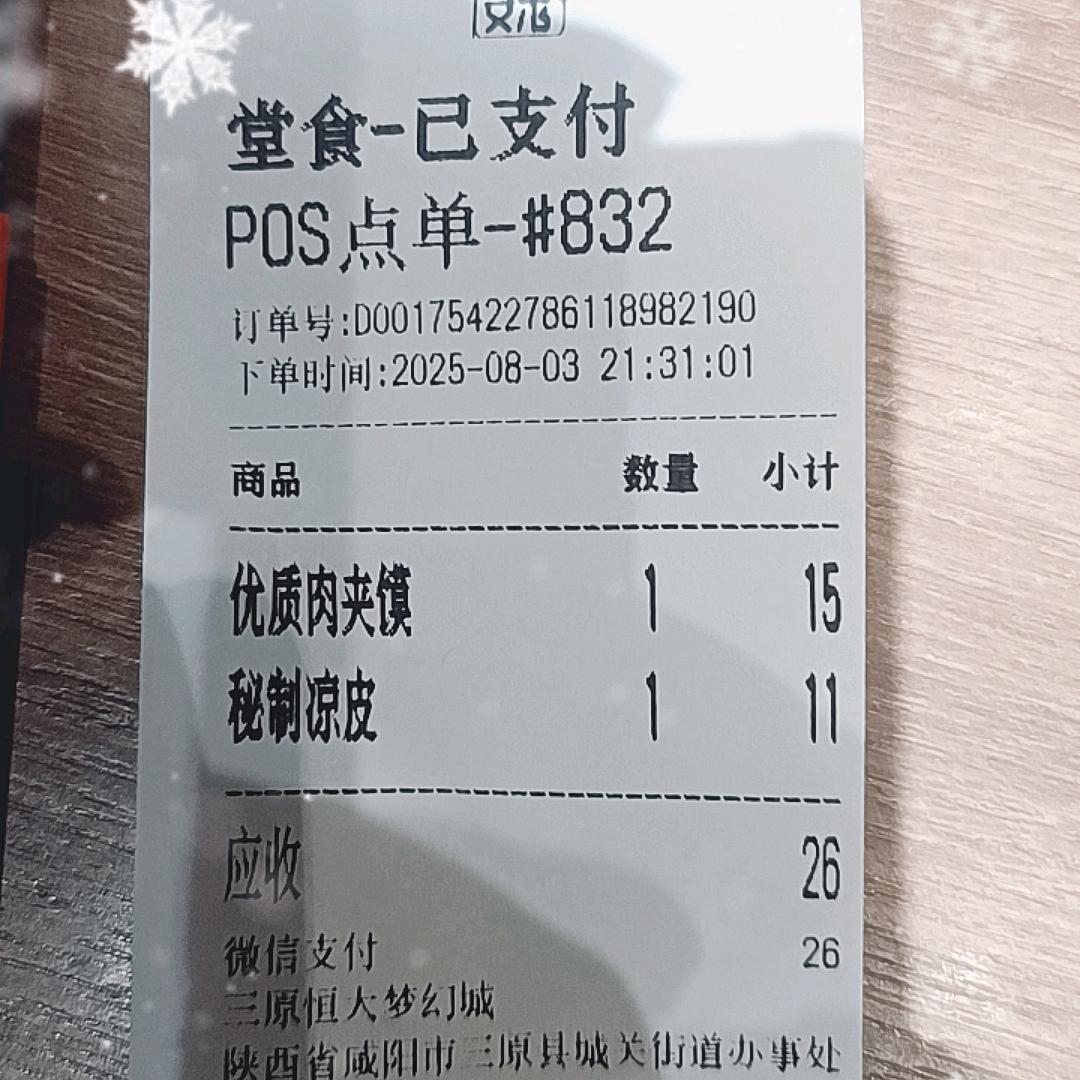 堂食-已支付
POS点单-#832
订单号:D00175422786118982190
下单时间:2025-08-03 21:31:01
商品 数量 小计
优质肉夹馍 1 15
秘制凉皮 1 11
应收 26
微信支付 26
三原恒大梦幻城
陕西省咸阳市三原县城关街道办事处